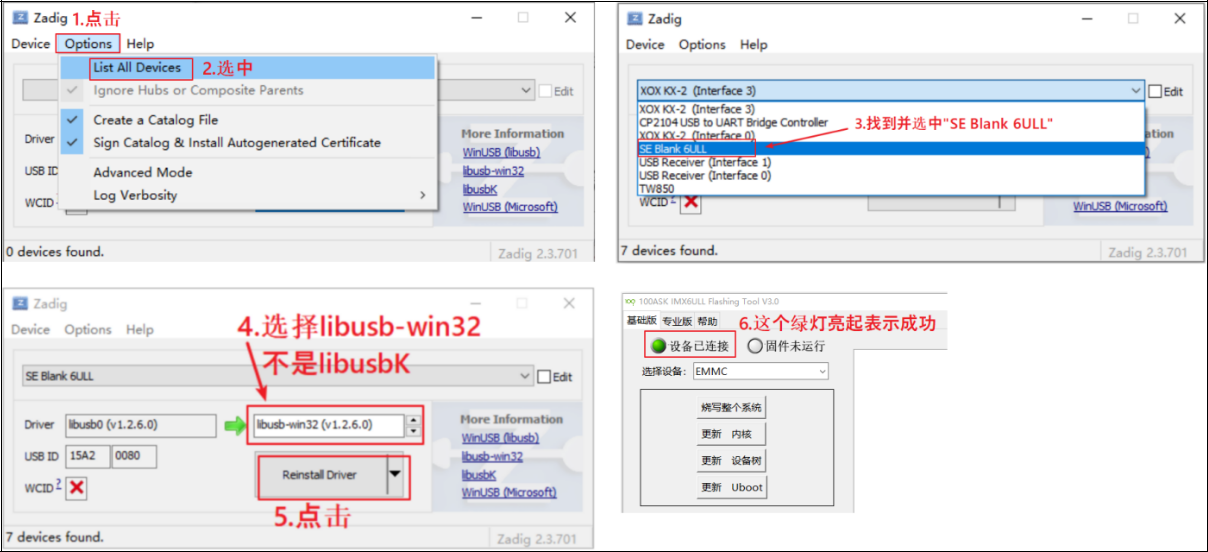 Zadig 1.点击
Device Options Help
List All Devices 2.选中
Ignore Hubs or Composite Parents
Edit
Create a Catalog File
Sign Catalog & Install Autogenerated Certificate
Advanced Mode
Log Verbosity
Driver
USB ID
WCID
More Information
WinUSB (libusb)
libusb-win32
libusbK
WinUSB (Microsoft)
0 devices found.
Zadig 2.3.701
Zadig
Device Options Help
XOX KX-2 (Interface 3)
Edit
XOX KX-2 (Interface 3)
CP2104 USB to UART Bridge Controller
XOX KX-2 (Interface 0)
SE Blank 6ULL
USB Receiver (Interface 1)
USB Receiver (Interface 0)
TW850
3.找到并选中"SE Blank 6ULL"
WCID ?
WinUSB (Microsoft)
7 devices found.
Zadig 2.3.701
Zadig
Device Options Help
4.选择libusb-win32
不是libusbK
SE Blank 6ULL
Edit
Driver libusb0 (v1.2.6.0) libusb-win32 (v1.2.6.0)
USB ID 15A2 0080
WCID ?
Reinstall Driver
5.点击
More Information
WinUSB (libusb)
libusb-win32
libusbK
WinUSB (Microsoft)
7 devices found.
Zadig 2.3.701
100ASK IMX6ULL Flashing Tool V3.0
基础版 专业版 帮助
6.这个绿灯亮起表示成功
设备已连接 固件未运行
选择设备: EMMC
烧写整个系统
更新 内核
更新 设备树
更新 Uboot